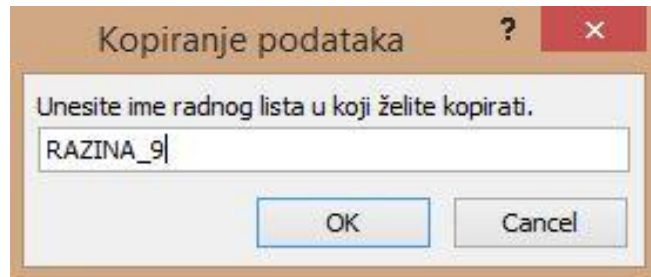 Kopiranje podataka ? ×
Unesite ime radnog lista u koji želite kopirati.
RAZINA_9
OK Cancel